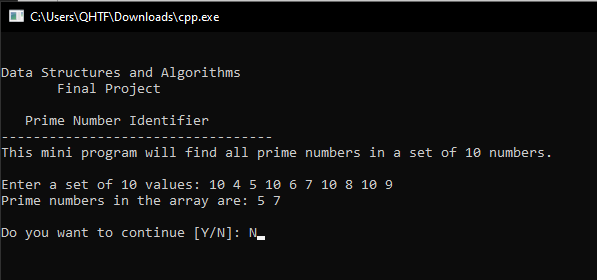 C:\Users\QHTF\Downloads\cpp.exe
Data Structures and Algorithms
Final Project
Prime Number Identifier
----------------------------------
This mini program will find all prime numbers in a set of 10 numbers.
Enter a set of 10 values: 10 4 5 10 6 7 10 8 10 9
Prime numbers in the array are: 5 7
Do you want to continue [Y/N]: N